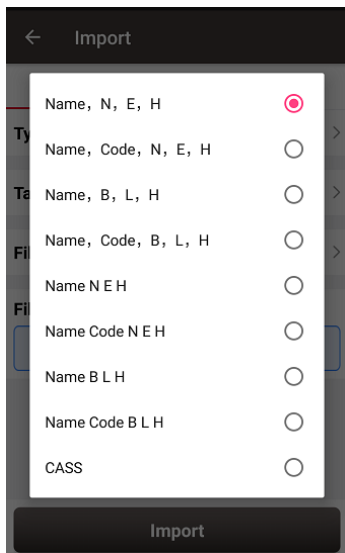 Import
Ty
Name, N, E, H
Name, Code, N, E, H
Ta
Name, B, L, H
Name, Code, B, L, H
Fil
Name N E H
Fil
Name Code N E H
Name B L H
Name Code B L H
CASS
Import